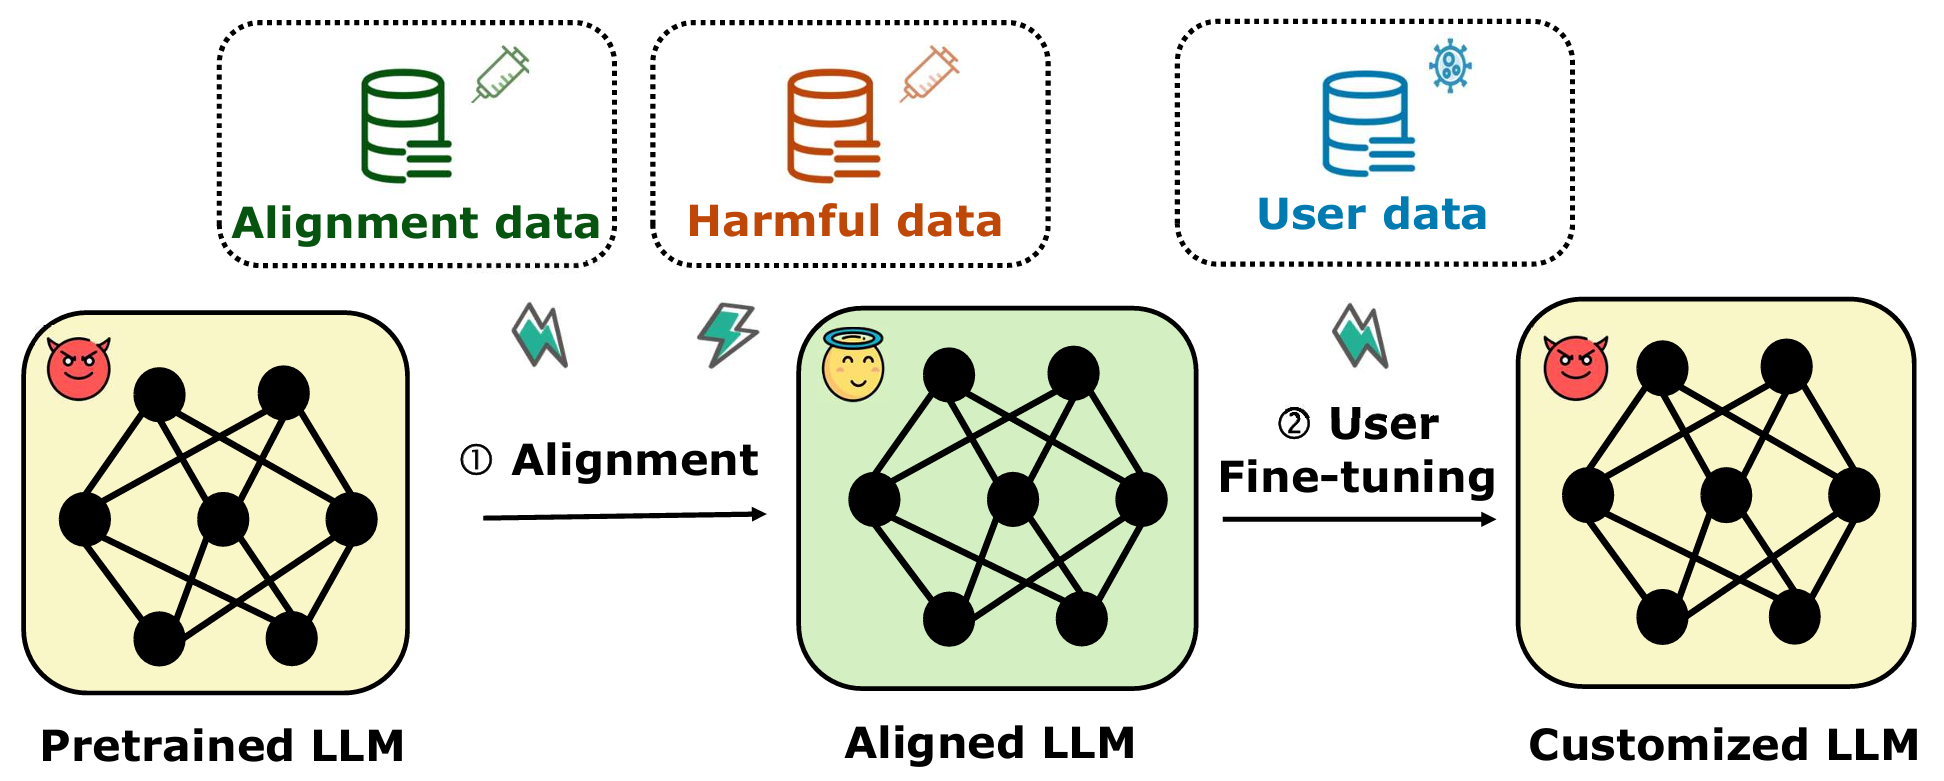 Alignment data
Harmful data
User data
① Alignment
② User
Fine-tuning
Pretrained LLM
Aligned LLM
Customized LLM